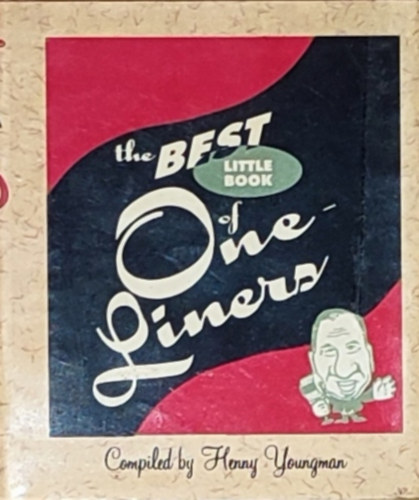 the BEST
LITTLE
BOOK
of
One-
Liners
Compiled by Henny Youngman